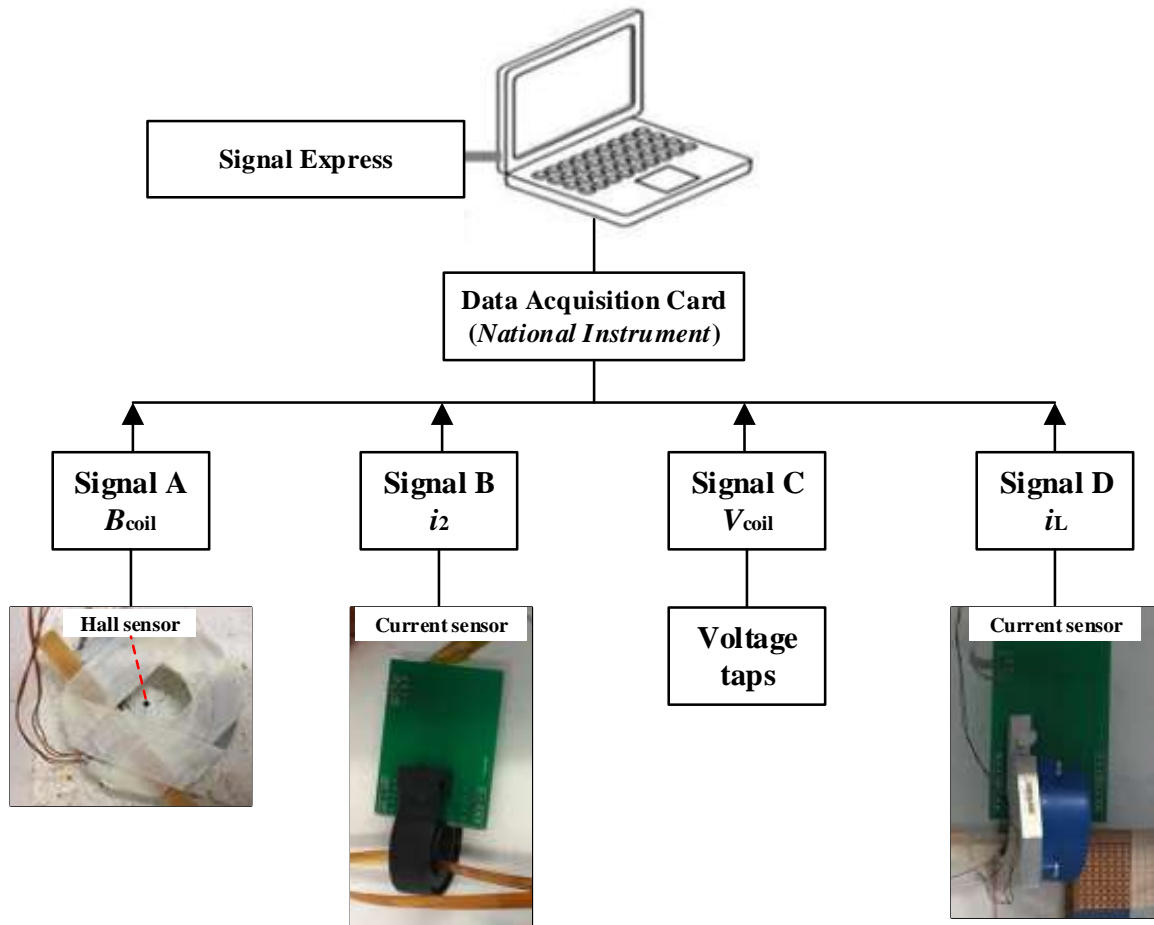 Signal Express
Data Acquisition Card
(National Instrument)
Signal A
Bcoil
Signal B
i2
Signal C
Vcoil
Signal D
iL
Hall sensor
Current sensor
Voltage
taps
Current sensor